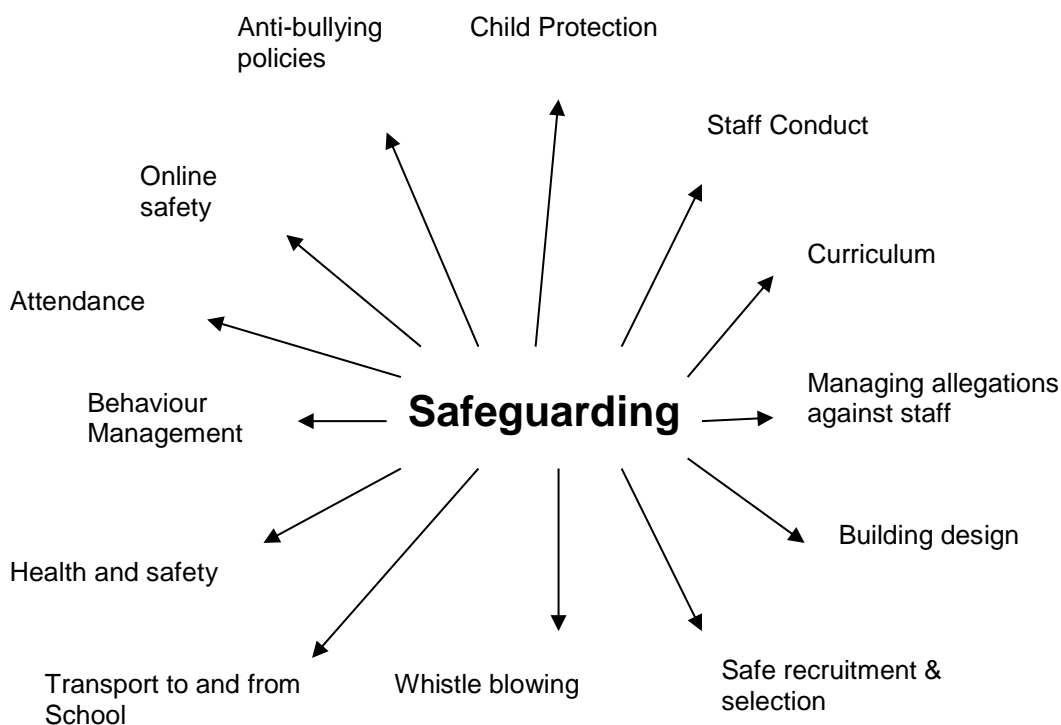 Anti-bullying
policies
Child Protection
Staff Conduct
Online
safety
Curriculum
Attendance
Managing allegations
against staff
Behaviour
Management
Safeguarding
Building design
Health and safety
Safe recruitment &
selection
Transport to and from
School
Whistle blowing